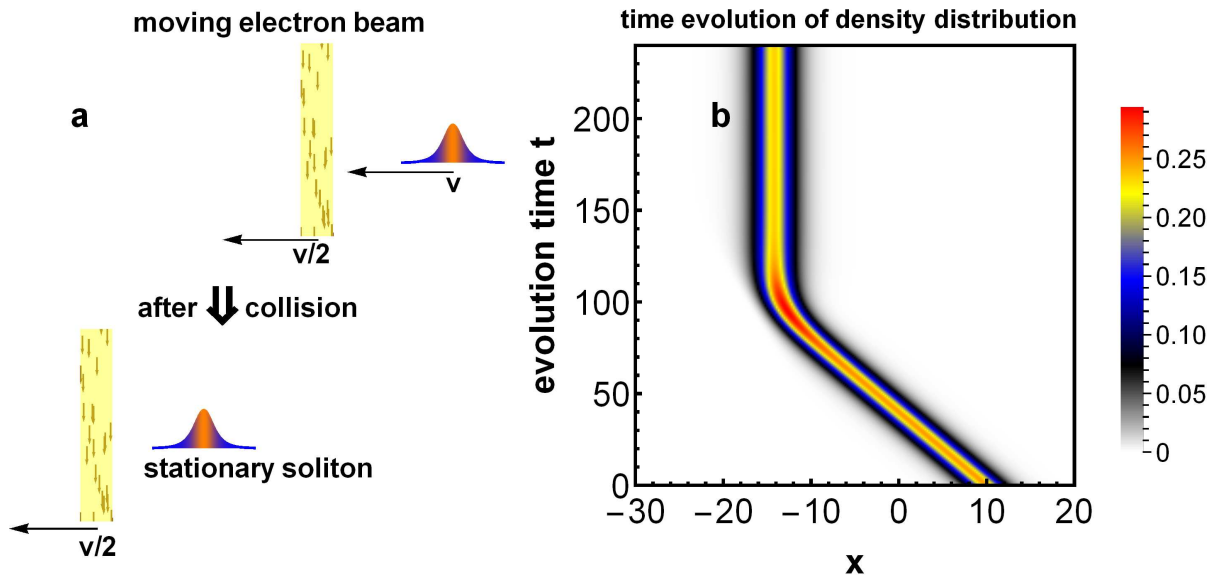 moving electron beam
a
v
v/2
after ⇓ collision
stationary soliton
v/2
time evolution of density distribution
b
evolution time t
200
150
100
50
0
−30 −20 −10 0 10 20
x
0.25
0.20
0.15
0.10
0.05
0